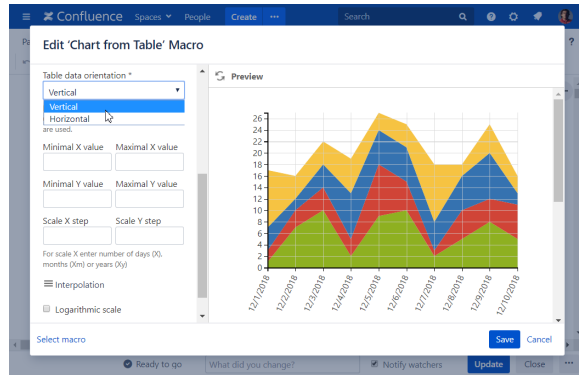 Confluence Spaces People Create ··· Search
Pa
Edit 'Chart from Table' Macro
?
Table data orientation *
Vertical
Vertical
Horizontal
are used.
Minimal X value Maximal X value
Minimal Y value Maximal Y value
Scale X step Scale Y step
For scale X enter number of days (X),
months (Xm) or years
(Xy)
Interpolation
Logarithmic scale
Preview
26
24
22
20
18
16
14
12
10
8
6
4
2
0
12/1/2018 12/2/2018 12/3/2018 12/4/2018 12/5/2018 12/6/2018 12/7/2018 12/8/2018 12/9/2018 12/10/2018
Select macro Save Cancel
Ready to go What did you change? Notify watchers Update Close ···